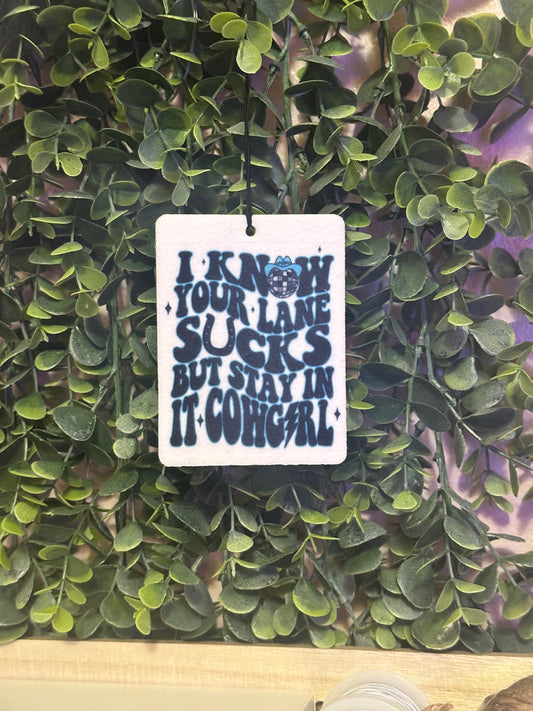 I KNOW
YOUR LANE
SUCKS
BUT STAY IN
IT COWGIRL